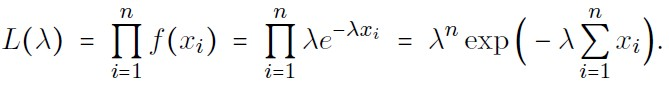 L(λ) = ∏_{i=1}^{n} f(x_i) = ∏_{i=1}^{n} λe^{-λx_i} = λ^n exp( - λ ∑_{i=1}^{n} x_i).